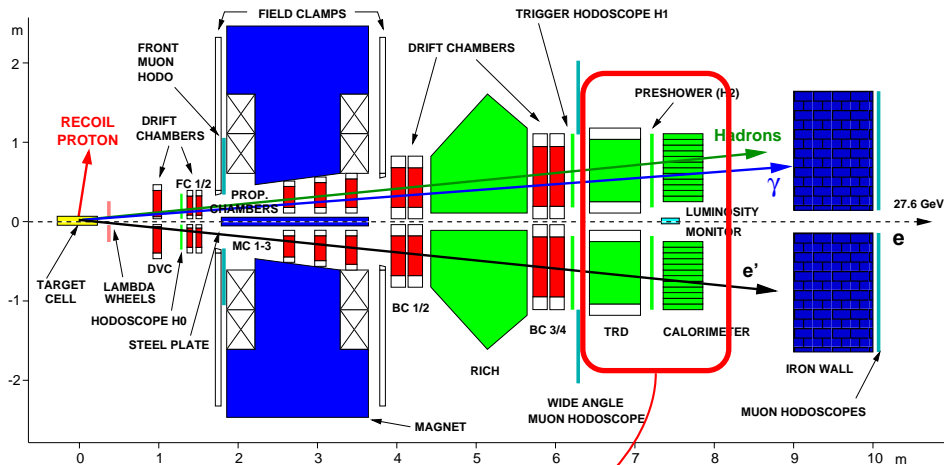 m
FIELD CLAMPS
TRIGGER HODOSCOPE H1
FRONT
MUON
HODO
DRIFT CHAMBERS
PRESHOWER (H2)
RECOIL
PROTON
DRIFT
CHAMBERS
FC 1/2
Hadrons
γ
PROP.
CHAMBERS
LUMINOSITY
MONITOR
27.6 GeV
e
MC 1-3
e'
DVC
TARGET
CELL
LAMBDA
WHEELS
HODOSCOPE H0
STEEL PLATE
BC 1/2
BC 3/4
TRD
CALORIMETER
RICH
IRON WALL
WIDE ANGLE
MUON HODOSCOPE
MUON HODOSCOPES
MAGNET
2
1
0
-1
-2
0 1 2 3 4 5 6 7 8 9 10 m